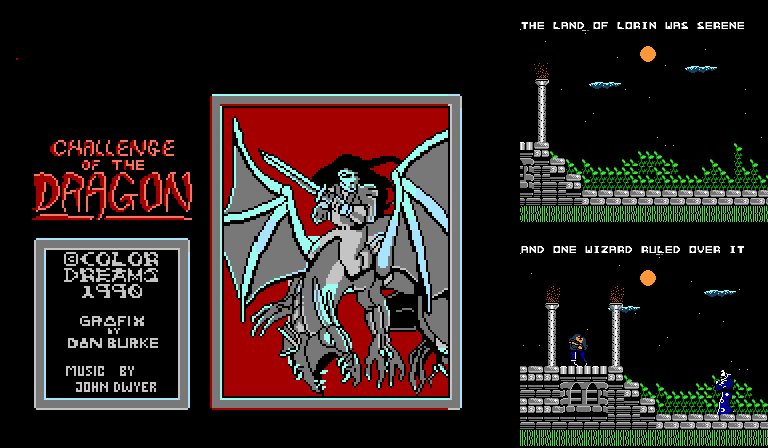 CHALLENGE
OF THE
DRAGON
©COLOR
DREAMS
1990
GRAFIX
BY
DAN BURKE
MUSIC BY
JOHN DWYER
THE LAND OF LORIN WAS SERENE
AND ONE WIZARD RULED OVER IT